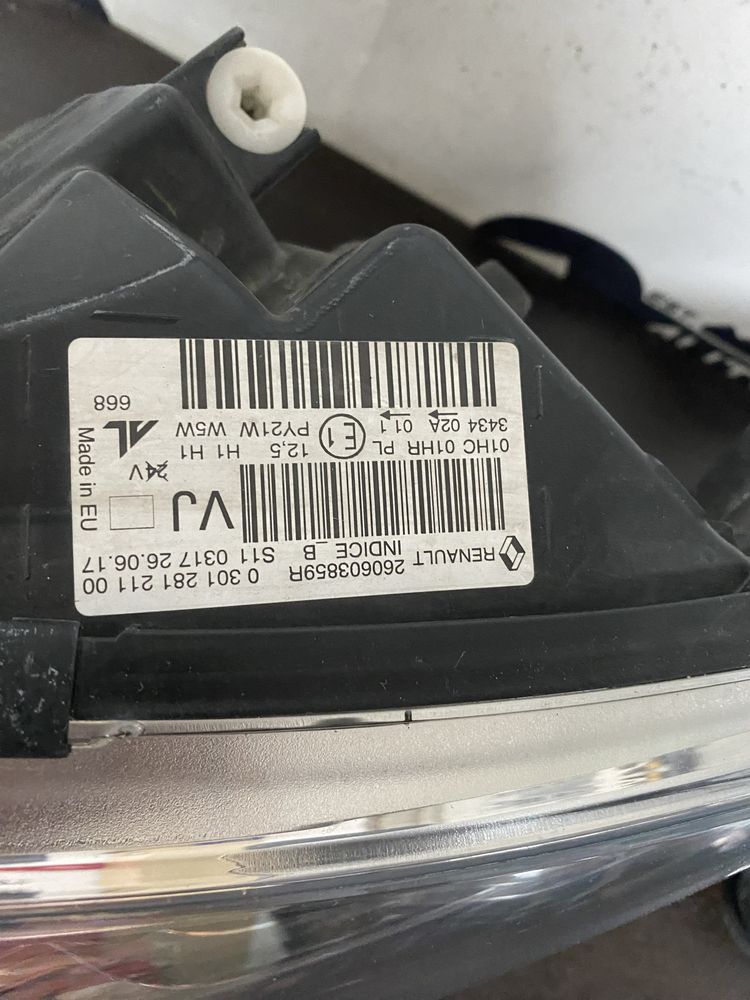 260603859R 0 301 281 211 00
RENAULT
INDICE_B S11 0317 26.06.17
VJ
24V
Made in EU
01HC 01HR PL E1 12,5 H1 H1
3434 02A 01.1 PY21W W5W
AL
668